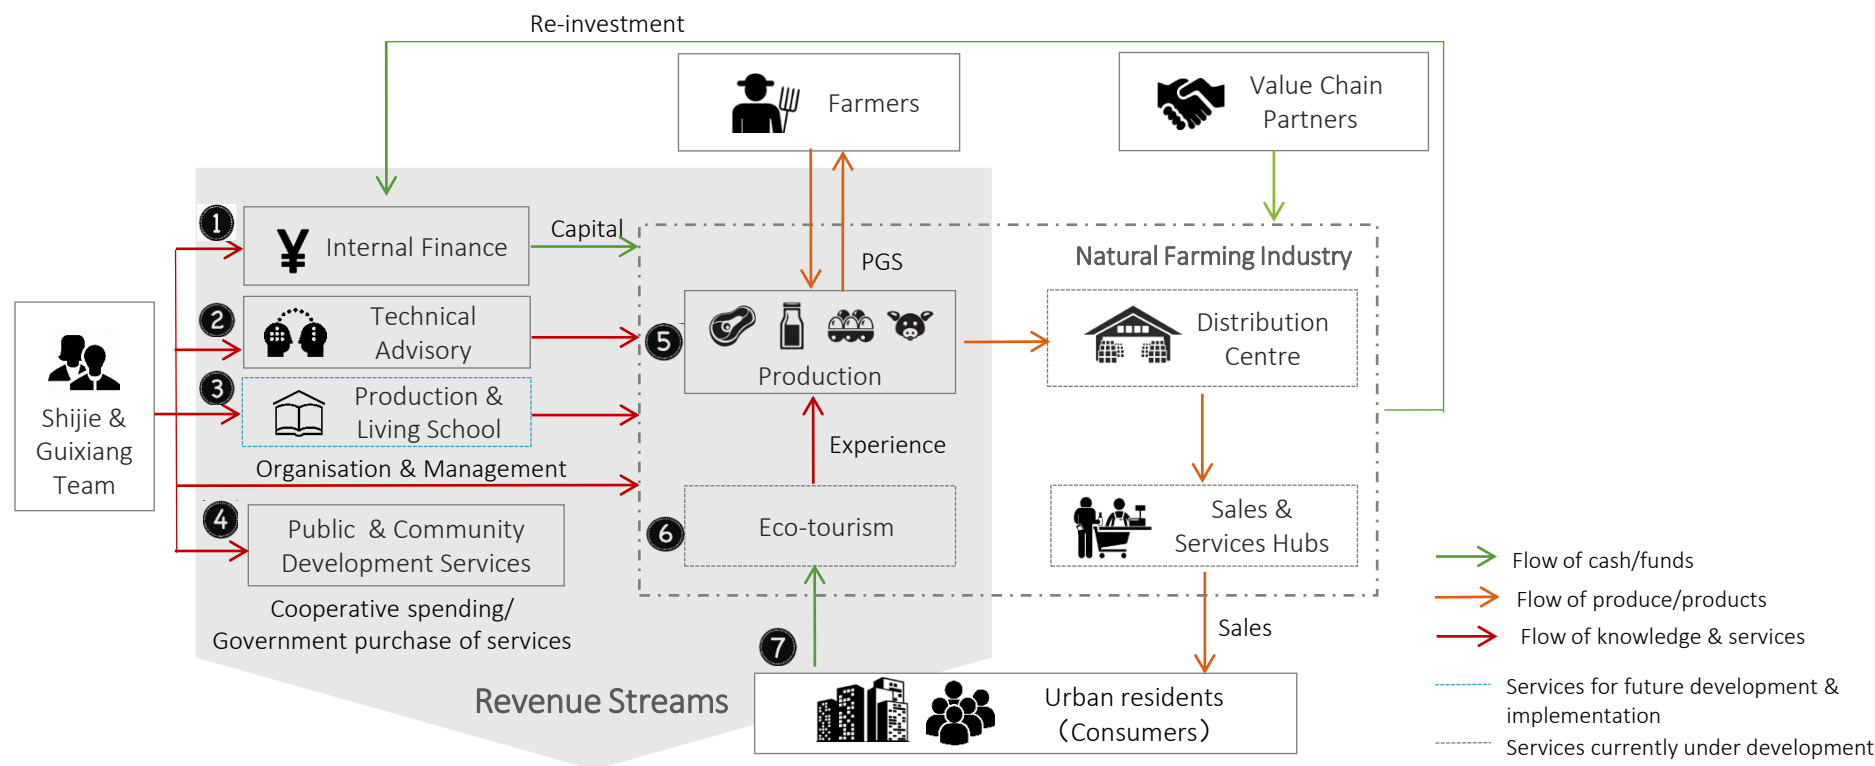 Re-investment
Farmers
Value Chain
Partners
1
¥
Internal Finance
Capital
PGS
Natural Farming Industry
2
Technical
Advisory
5
Production
Distribution
Centre
3
Production &
Living School
Shijie &
Guixiang
Team
Organisation & Management
Experience
4
Public & Community
Development Services
6
Eco-tourism
Sales &
Services Hubs
Cooperative spending/
Government purchase of services
7
Sales
Revenue Streams
Urban residents
（Consumers）
Flow of cash/funds
Flow of produce/products
Flow of knowledge & services
Services for future development &
implementation
Services currently under development